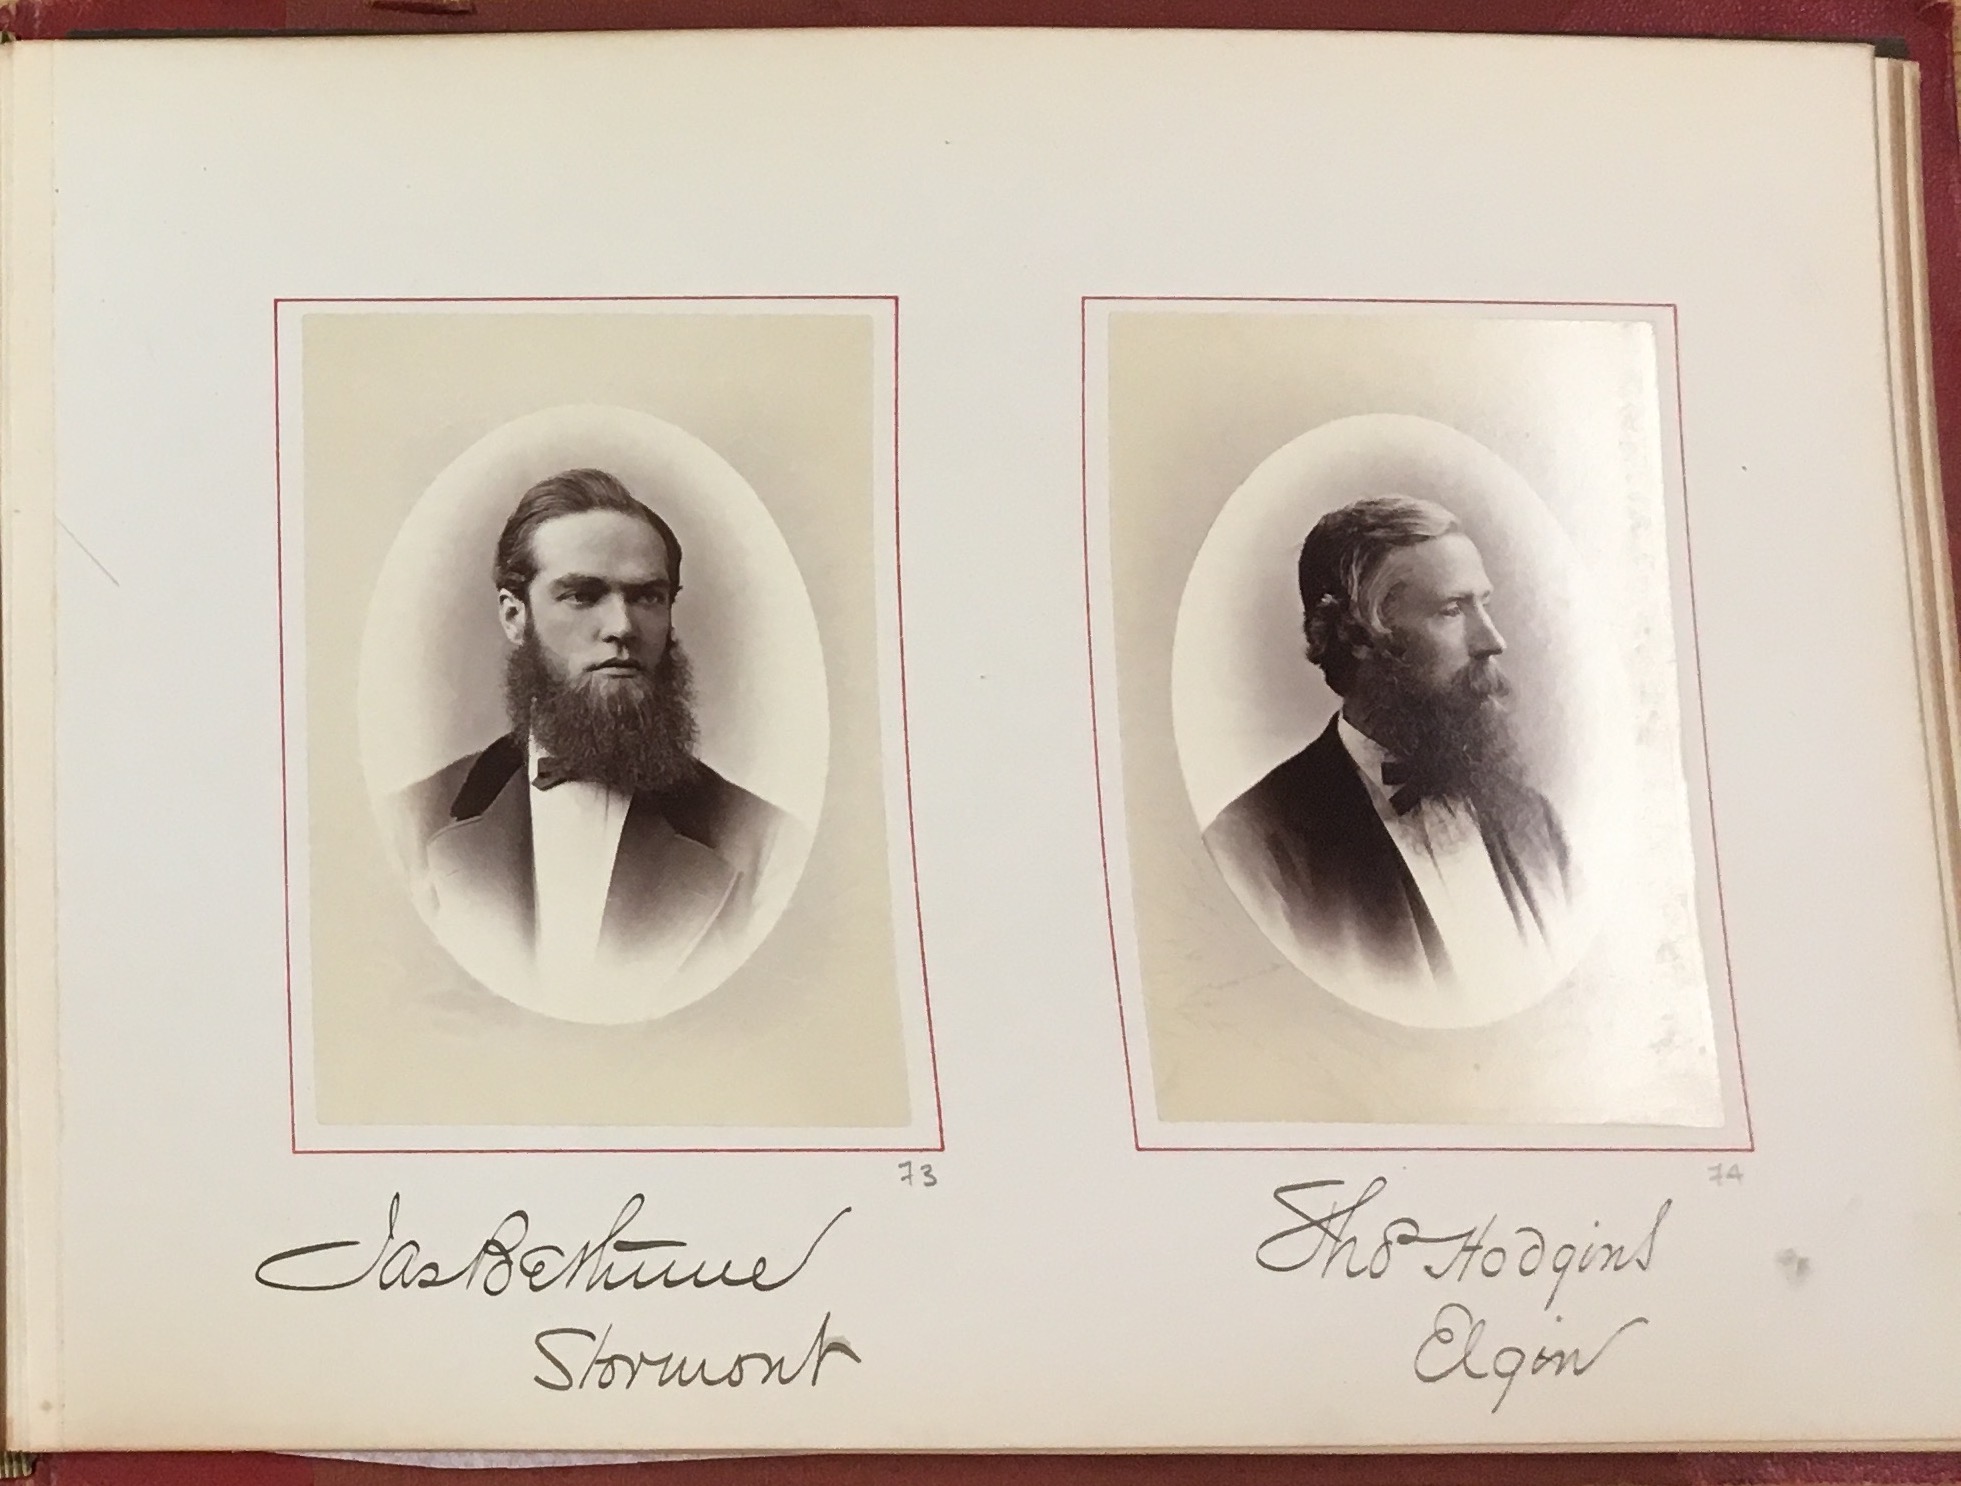 73
Jas Bethune
Stormont
74
Thos Hodgins
Elgin